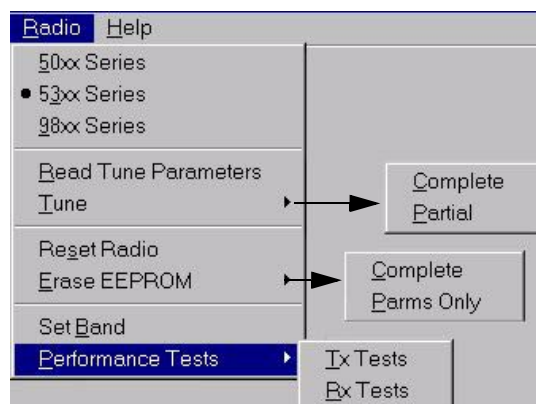 Radio Help
50xx Series
53xx Series
98xx Series
Read Tune Parameters
Tune
Complete
Partial
Reset Radio
Erase EEPROM
Complete
Parms Only
Set Band
Performance Tests
Tx Tests
Rx Tests